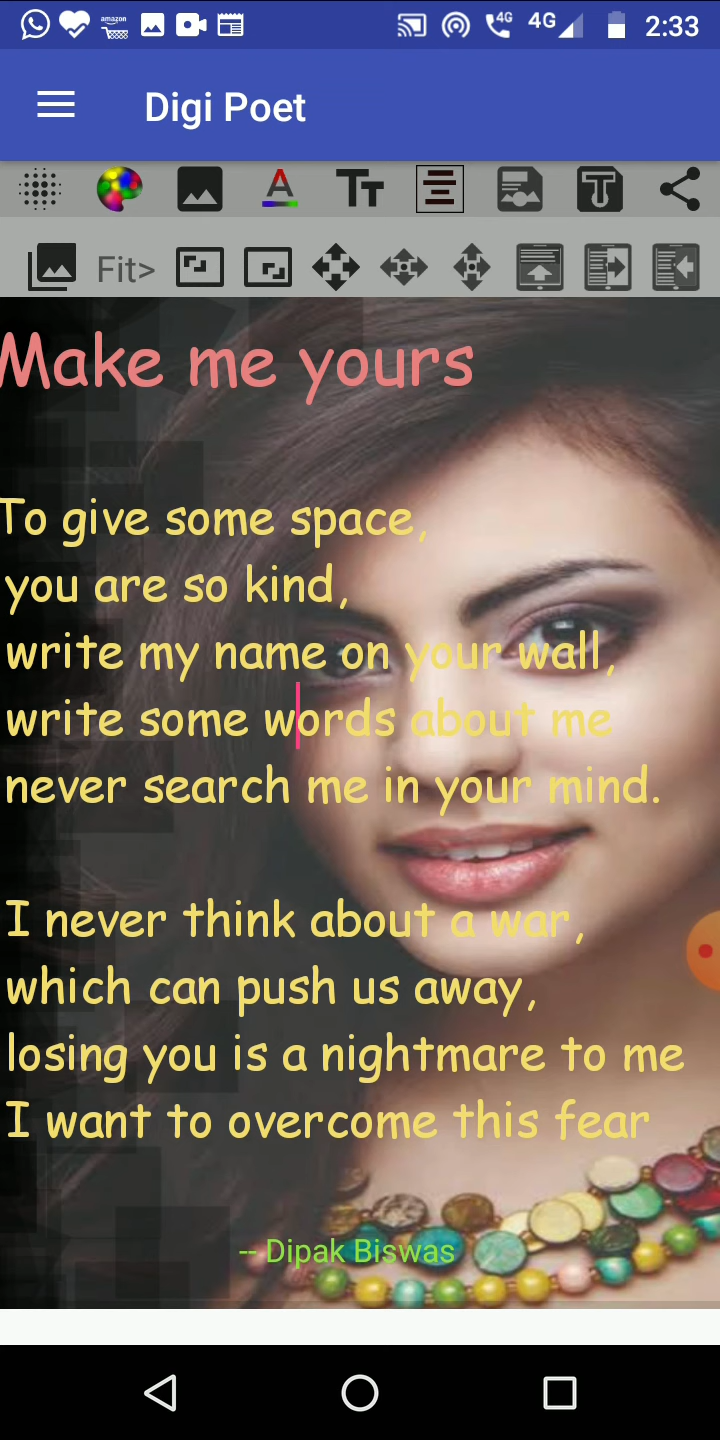 amazon
4G
4G
2:33
Digi Poet
A
TT
T
Fit>
Make me yours
To give some space,
you are so kind,
write my name on your wall,
write some words about me
never search me in your mind.
I never think about a war,
which can push us away,
losing you is a nightmare to me
I want to overcome this fear
-- Dipak Biswas